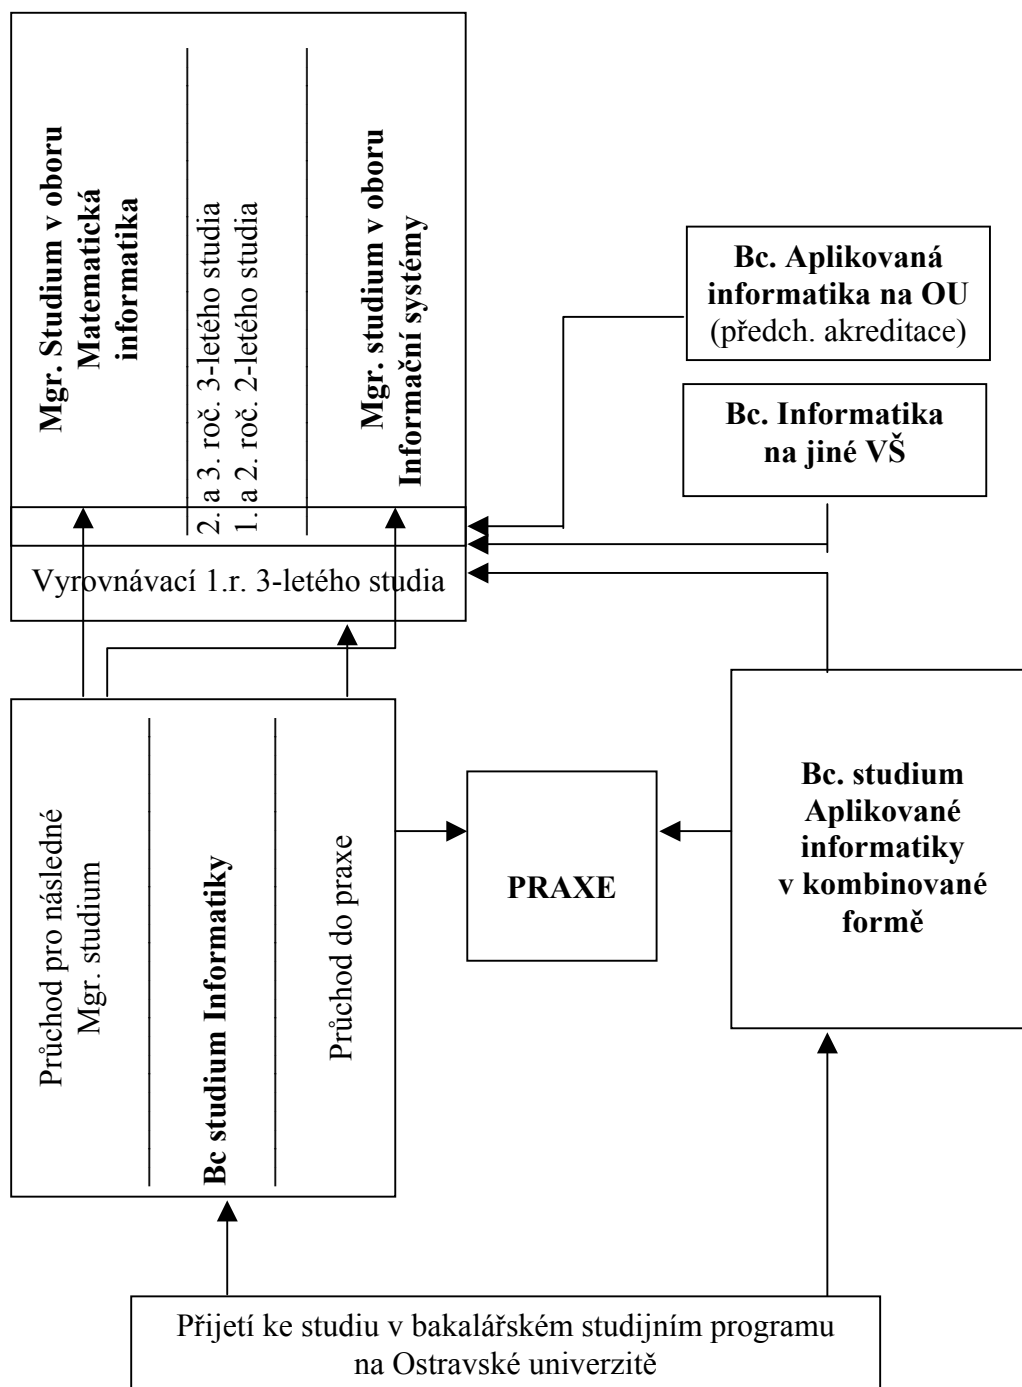 Mgr. Studium v oboru
Matematická
informatika
2. a 3. roč. 3-letého studia
1. a 2. roč. 2-letého studia
Mgr. studium v oboru
Informační systémy
Bc. Aplikovaná
informatika na OU
(předch. akreditace)
Bc. Informatika
na jiné VŠ
Vyrovnávací 1.r. 3-letého studia
Průchod pro následné
Mgr. studium
Bc studium Informatiky
Průchod do praxe
PRAXE
Bc. studium
Aplikované
informatiky
v kombinované
formě
Přijetí ke studiu v bakalářském studijním programu
na Ostravské univerzitě